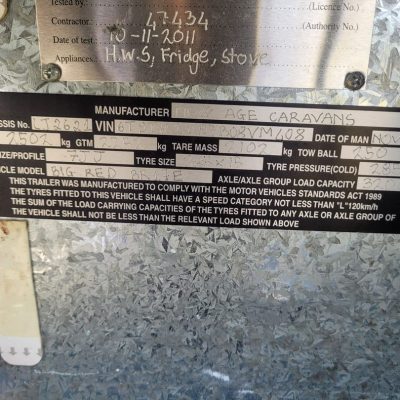 Tested by (Licence No.)
Contractor 47434 (Authority No.)
Date of test 10-11-2011
Appliances: H.W.S, Fridge, Stove
MANUFACTURER AGE CARAVANS
SSIS No. VIN DATE OF MAN NOV
2502 kg GTM kg TARE MASS kg TOW BALL 250
SIZE/PROFILE TYRE SIZE TYRE PRESSURE(COLD)
VEHICLE MODEL BIG RED AXLE/AXLE GROUP LOAD CAPACITY
THIS TRAILER WAS MANUFACTURED TO COMPLY WITH THE MOTOR VEHICLES STANDARDS ACT 1989
THE TYRES FITTED TO THIS VEHICLE SHALL HAVE A SPEED CATEGORY NOT LESS THAN "L"120km/h
THE SUM OF THE LOAD CARRYING CAPACITIES OF THE TYRES FITTED TO ANY AXLE OR AXLE GROUP OF
THE VEHICLE SHALL NOT BE LESS THAN THE RELEVANT LOAD SHOWN ABOVE